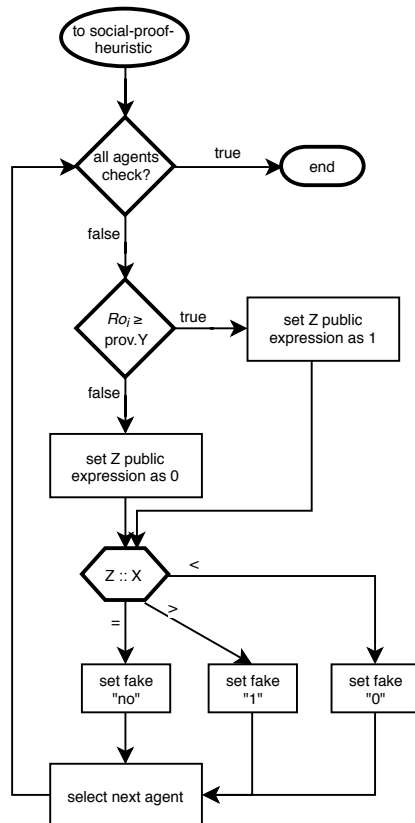 to social-proof-
heuristic
all agents
check?
true
end
false
Roᵢ ≥
prov.Y
true
set Z public
expression as 1
false
set Z public
expression as 0
Z :: X
<
=
>
set fake
"no"
set fake
"1"
set fake
"0"
select next agent